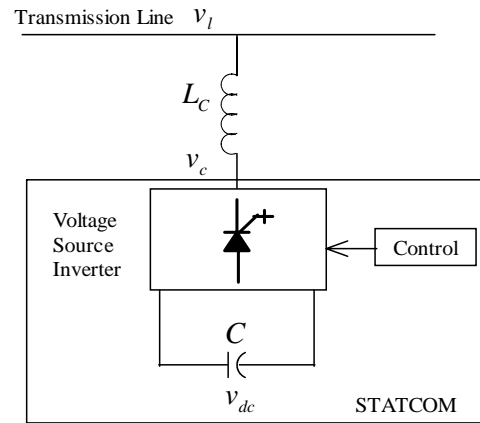 Transmission Line v_l
L_C
v_c
Voltage
Source
Inverter
Control
C
v_dc
STATCOM